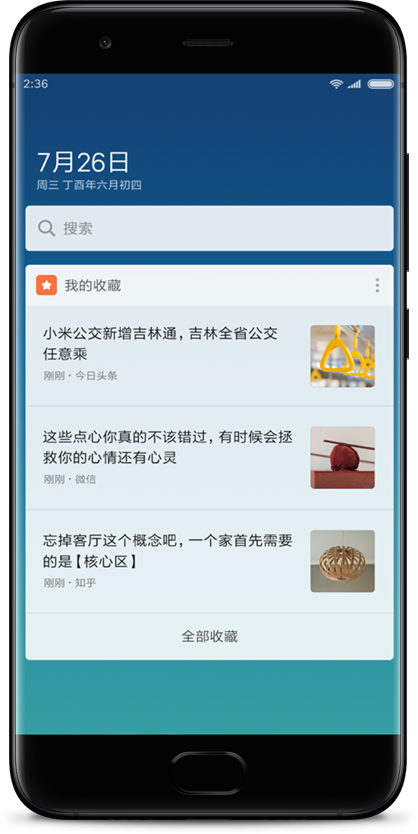 2:36
7月26日
周三 丁酉年六月初四
搜索
我的收藏
小米公交新增吉林通，吉林全省公交
任意乘
刚刚·今日头条
这些点心你真的不该错过，有时候会拯
救你的心情还有心灵
刚刚·微信
忘掉客厅这个概念吧，一个家首先需要
的是【核心区】
刚刚·知乎
全部收藏